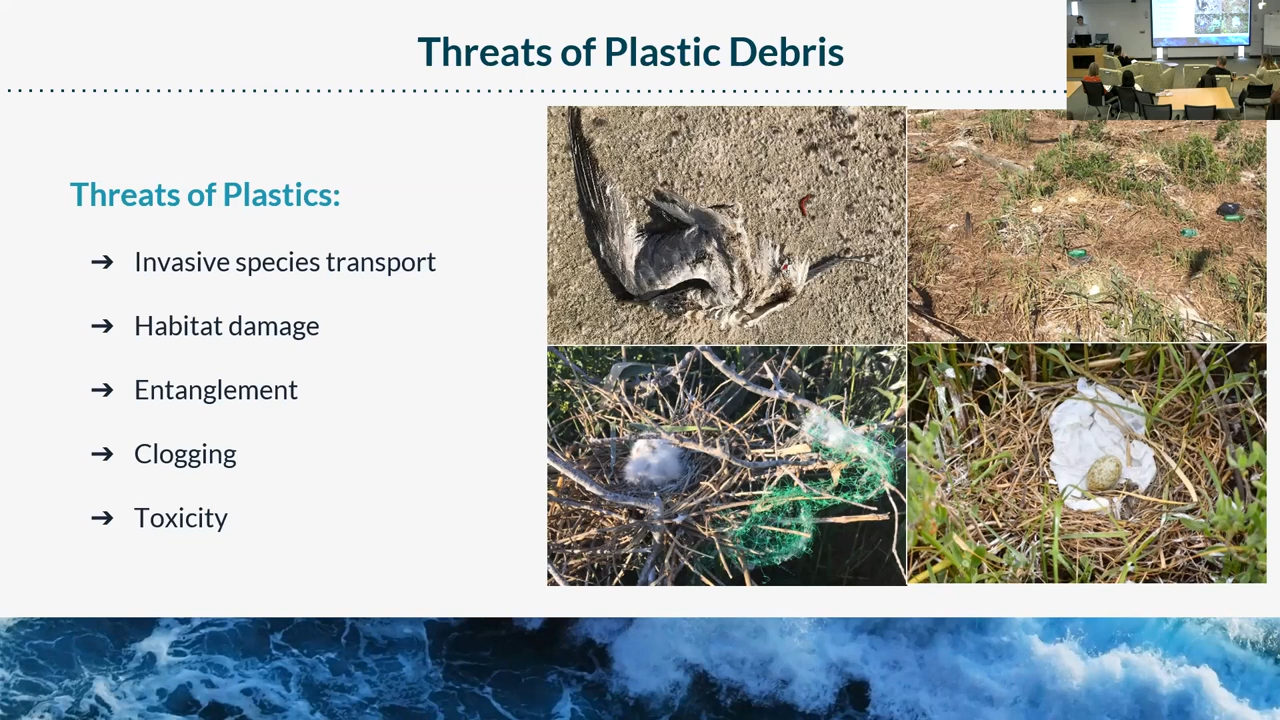 Threats of Plastic Debris
Threats of Plastics:
➔ Invasive species transport
➔ Habitat damage
➔ Entanglement
➔ Clogging
➔ Toxicity